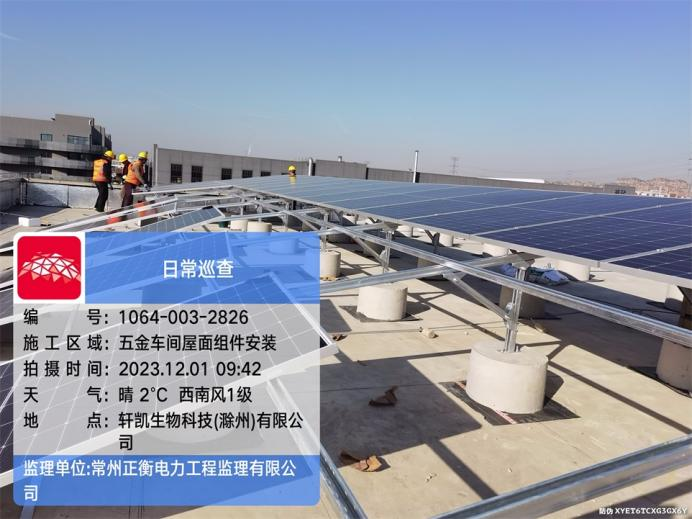 日常巡查
编 号: 1064-003-2826
施工区域: 五金车间屋面组件安装
拍摄时间: 2023.12.01 09:42
天 气: 晴 2°C 西南风1级
地 点: 轩凯生物科技(滁州)有限公
司
监理单位:常州正衡电力工程监理有限公
司
防伪 XYET6TCXG3GX6Y